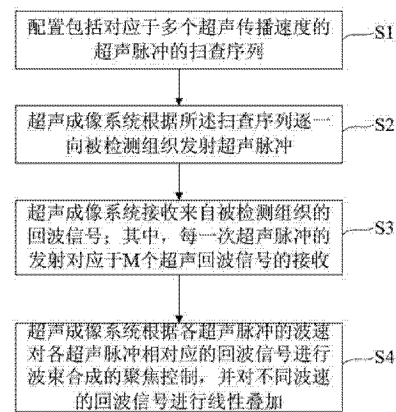 配置包括对应于多个超声传播速度的
超声脉冲的扫查序列
S1
超声成像系统根据所述扫查序列逐一
向被检测组织发射超声脉冲
S2
超声成像系统接收来自被检测组织的
回波信号；其中，每一次超声脉冲的
发射对应于M个超声回波信号的接收
S3
超声成像系统根据各超声脉冲的波速
对各超声脉冲相对应的回波信号进行
波束合成的聚焦控制，并对不同波速
的回波信号进行线性叠加
S4